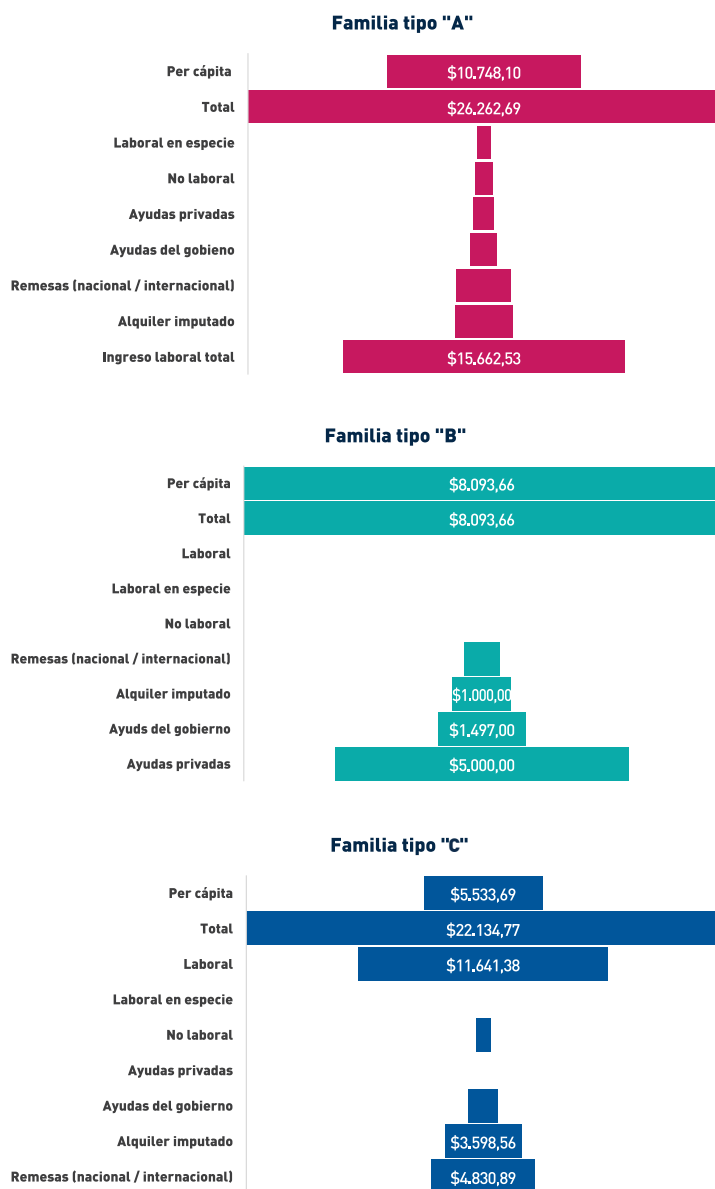 Familia tipo "A"
Per cápita $10.748,10
Total $26.262,69
Laboral en especie
No laboral
Ayudas privadas
Ayudas del gobieno
Remesas (nacional / internacional)
Alquiler imputado
Ingreso laboral total $15.662,53
Familia tipo "B"
Per cápita $8.093,66
Total $8.093,66
Laboral
Laboral en especie
No laboral
Remesas (nacional / internacional)
Alquiler imputado $1.000,00
Ayuds del gobierno $1.497,00
Ayudas privadas $5.000,00
Familia tipo "C"
Per cápita $5.533,69
Total $22.134,77
Laboral $11.641,38
Laboral en especie
No laboral
Ayudas privadas
Ayudas del gobierno
Alquiler imputado $3.598,56
Remesas (nacional / internacional) $4.830,89